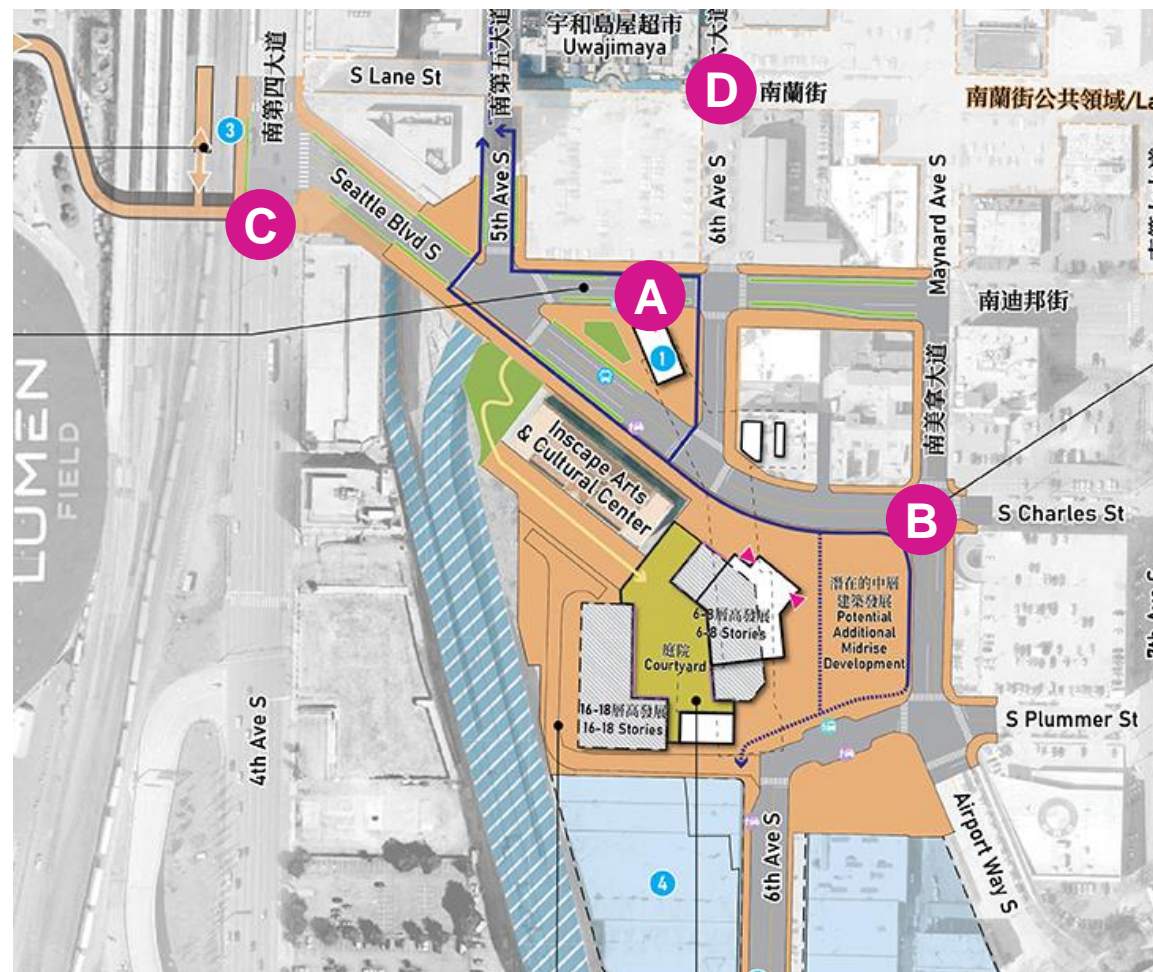 宇和島屋超市
Uwajimaya
S Lane St
南第四大道
南第五大道
六大道
D
南蘭街
南蘭街公共領域/La
3
C
Seattle Blvd S
5th Ave S
6th Ave S
Maynard Ave S
A
南迪邦街
1
LUMEN
FIELD
Inscape Arts
& Cultural Center
南美拿大道
B
S Charles St
潛在的中層
建築發展
Potential
Additional
Midrise
Development
6-8層高發展
6-8 Stories
庭院
Courtyard
16-18層高發展
16-18 Stories
S Plummer St
4th Ave S
7th Ave S
Airport Way S
6th Ave S
4